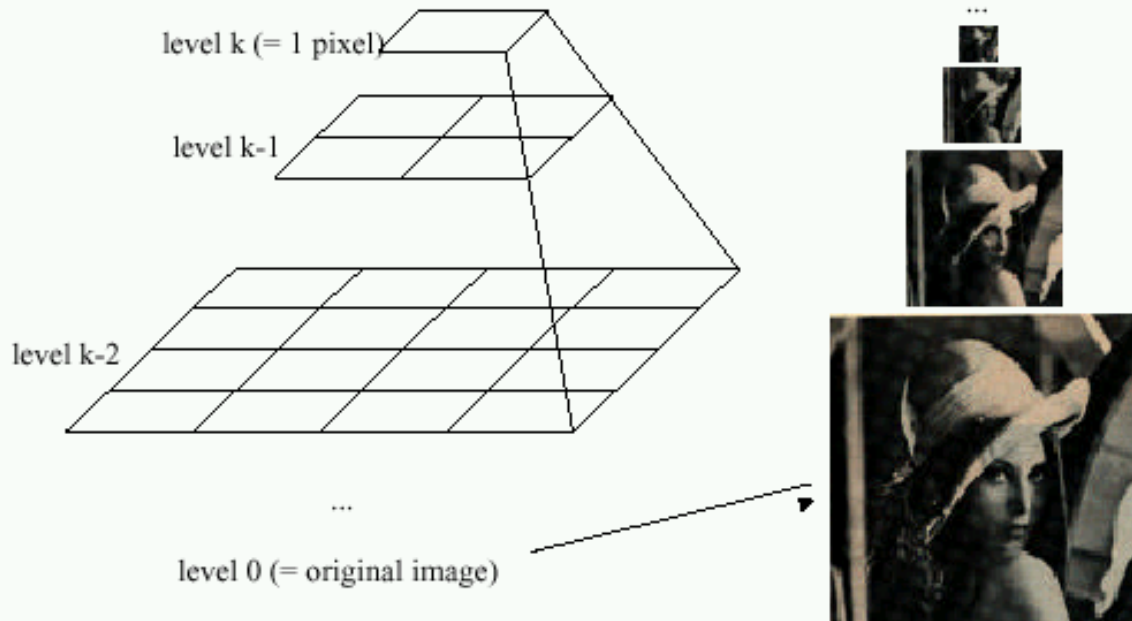 level k (= 1 pixel)
level k-1
level k-2
...
level 0 (= original image)
...